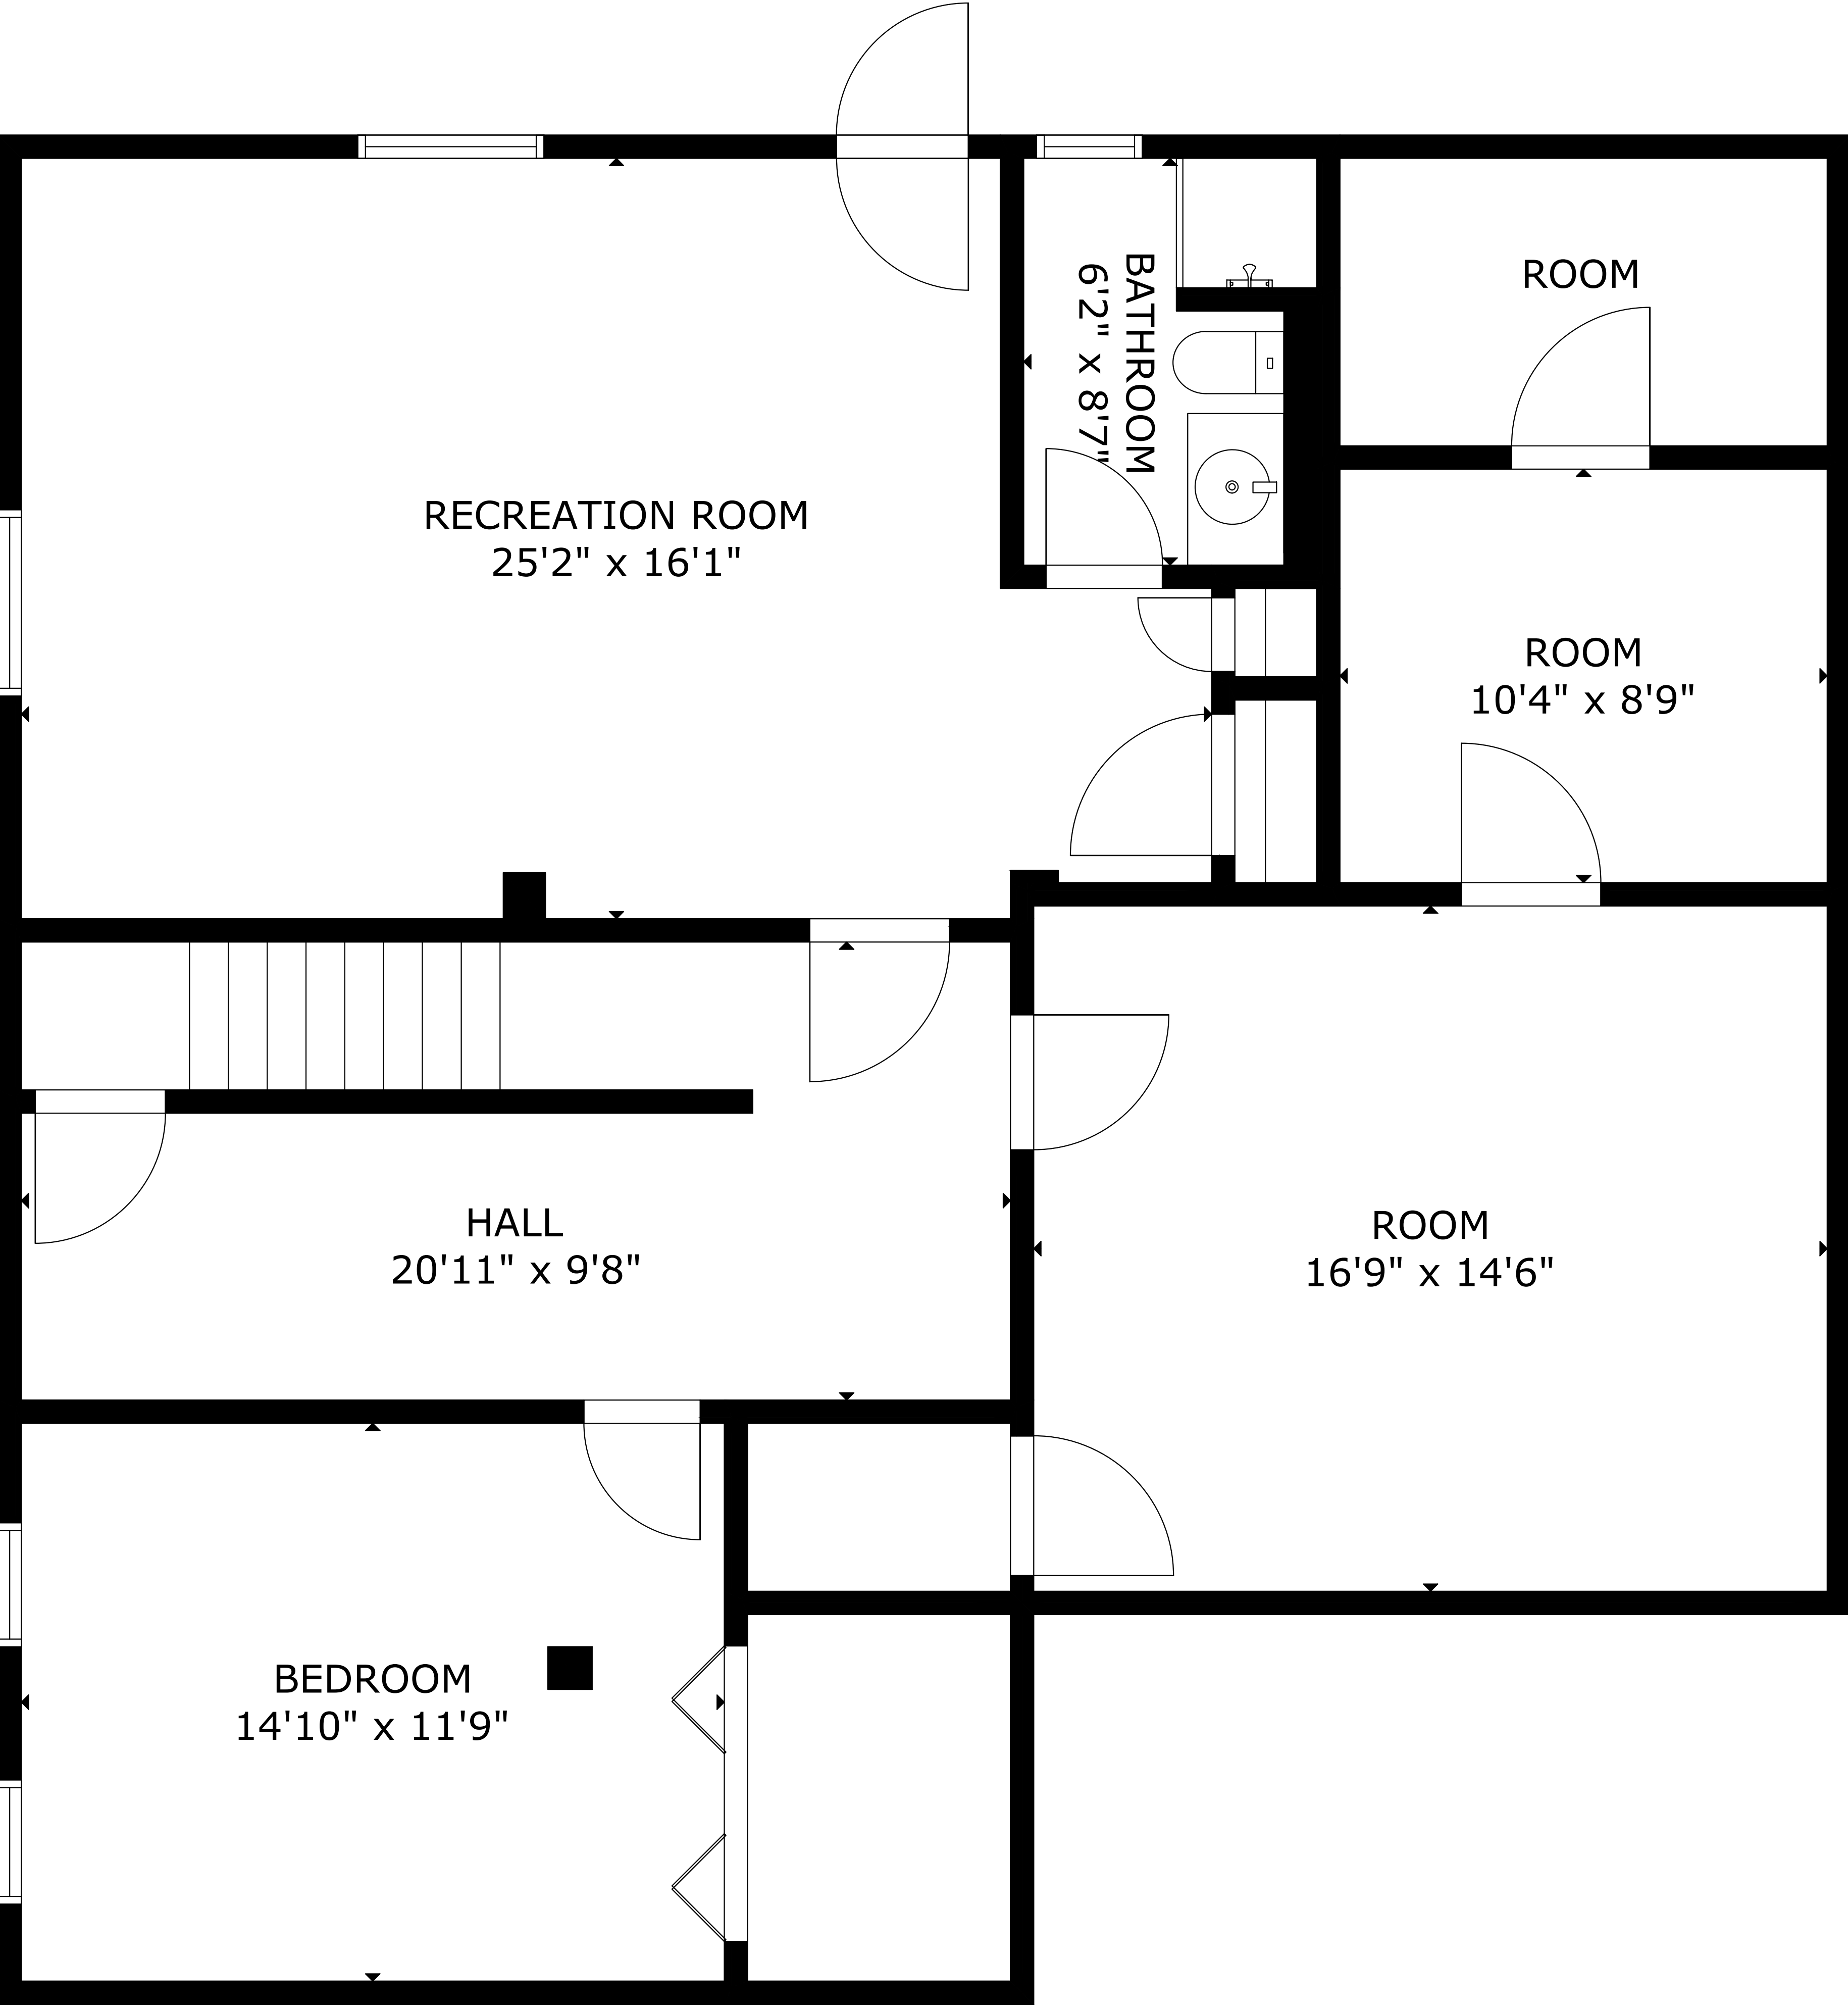 ROOM
BATHROOM
6'2" x 8'7"
RECREATION ROOM
25'2" x 16'1"
ROOM
10'4" x 8'9"
HALL
20'11" x 9'8"
ROOM
16'9" x 14'6"
BEDROOM
14'10" x 11'9"